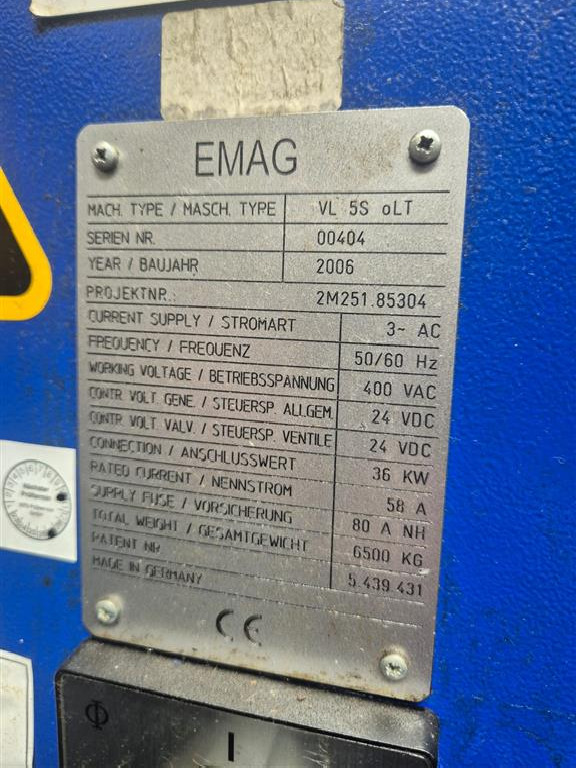 EMAG
MACH. TYPE / MASCH. TYPE VL 5S oLT
SERIEN NR. 00404
YEAR / BAUJAHR 2006
PROJEKTNR.: 2M251.85304
CURRENT SUPPLY / STROMART 3~ AC
FREQUENCY / FREQUENZ 50/60 Hz
WORKING VOLTAGE / BETRIEBSSPANNUNG 400 VAC
CONTR. VOLT. GENE. / STEUERSP. ALLGEM. 24 VDC
CONTR. VOLT. VALV. / STEUERSP. VENTILE 24 VDC
CONNECTION / ANSCHLUSSWERT 36 KW
RATED CURRENT / NENNSTROM 58 A
SUPPLY FUSE / VORSICHERUNG 80 A NH
TOTAL WEIGHT / GESAMTGEWICHT 6500 KG
PATENT NR. 5.439.431
MADE IN GERMANY
CE
I